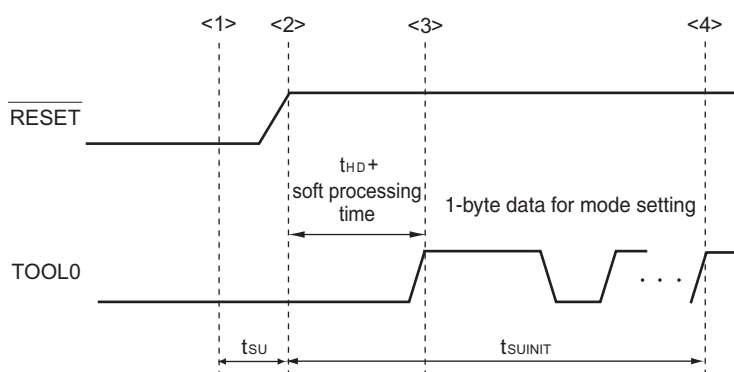 <1> <2> <3> <4>
RESET
tHD+
soft processing
time
1-byte data for mode setting
TOOL0
. . .
tSU
tSUINIT